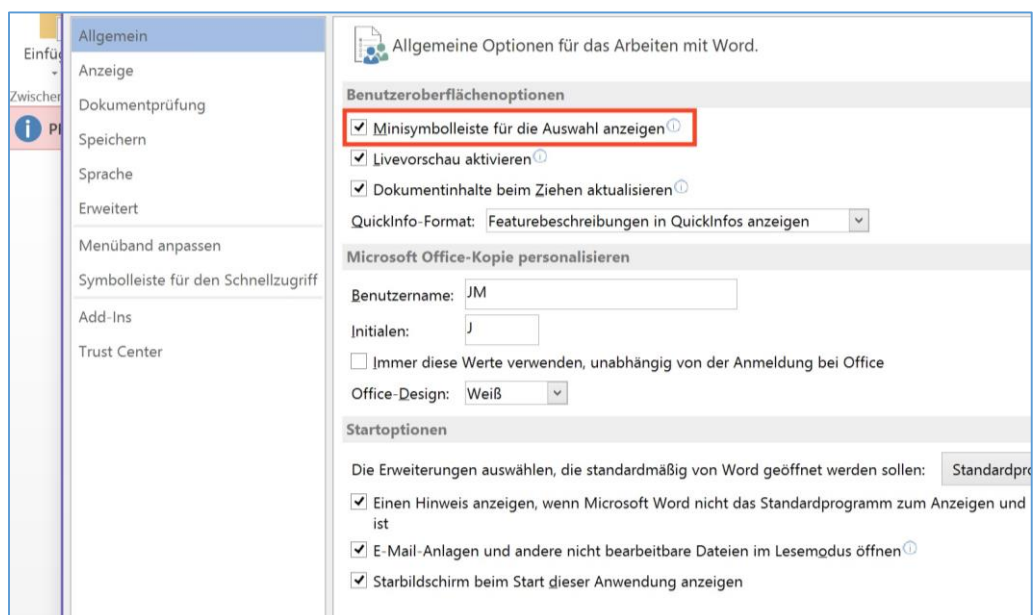 Einfüg
Zwischer
Allgemein
Anzeige
Dokumentprüfung
Speichern
Sprache
Erweitert
Menüband anpassen
Symbolleiste für den Schnellzugriff
Add-Ins
Trust Center
Allgemeine Optionen für das Arbeiten mit Word.
Benutzeroberflächenoptionen
Minisymbolleiste für die Auswahl anzeigen
Livevorschau aktivieren
Dokumentinhalte beim Ziehen aktualisieren
QuickInfo-Format: Featurebeschreibungen in QuickInfos anzeigen
Microsoft Office-Kopie personalisieren
Benutzername: JM
Initialen: J
Immer diese Werte verwenden, unabhängig von der Anmeldung bei Office
Office-Design: Weiß
Startoptionen
Die Erweiterungen auswählen, die standardmäßig von Word geöffnet werden sollen: Standardpro
Einen Hinweis anzeigen, wenn Microsoft Word nicht das Standardprogramm zum Anzeigen und
ist
E-Mail-Anlagen und andere nicht bearbeitbare Dateien im Lesemodus öffnen
Starbildschirm beim Start dieser Anwendung anzeigen